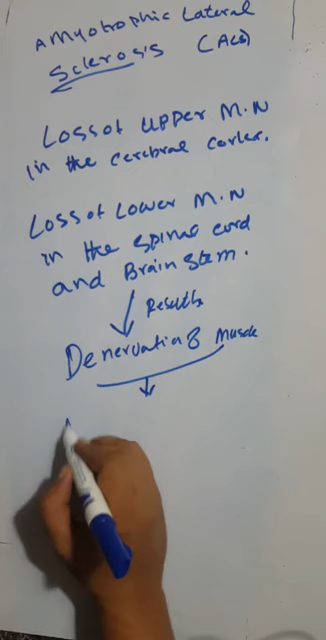 Amyotrophic Lateral
Sclerosis (ALS)
Loss of Upper M.N
in the cerebral cortex.
Loss of Lower M.N
in the spinal cord
and Brain stem.
Results
Denervation of Muscle